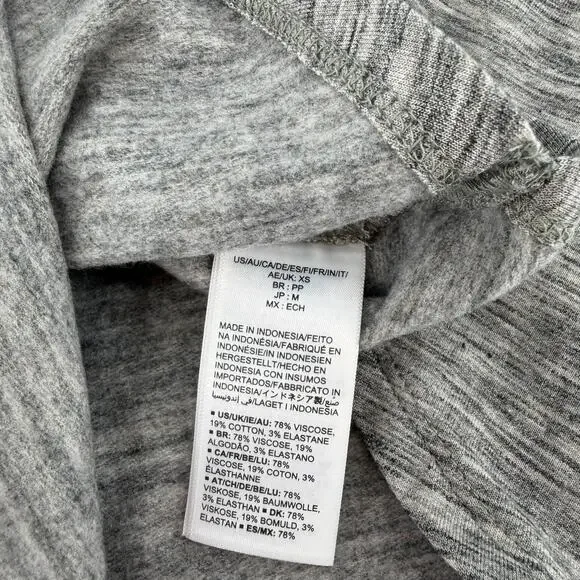 US/AU/CA/DE/ES/FI/FR/IN/IT/
AE/UK: XS
BR : PP
JP : M
MX : ECH
MADE IN INDONESIA/FEITO
NA INDONÉSIA/FABRIQUÉ EN
INDONÉSIE/IN INDONESIEN
HERGESTELLT/HECHO EN
INDONESIA CON INSUMOS
IMPORTADOS/FABBRICATO IN
INDONESIA/インドネシア製/صنع
في إندونيسيا/LAGET I INDONESIA
■ US/UK/IE/AU: 78% VISCOSE,
19% COTTON, 3% ELASTANE
■ BR: 78% VISCOSE, 19%
ALGODÃO, 3% ELASTANO
■ CA/FR/BE/LU: 78%
VISCOSE, 19% COTON, 3%
ÉLASTHANNE
■ AT/CH/DE/BE/LU: 78%
VISKOSE, 19% BAUMWOLLE,
3% ELASTHAN ■ DK: 78%
VISKOSE, 19% BOMULD, 3%
ELASTAN ■ ES/MX: 78%